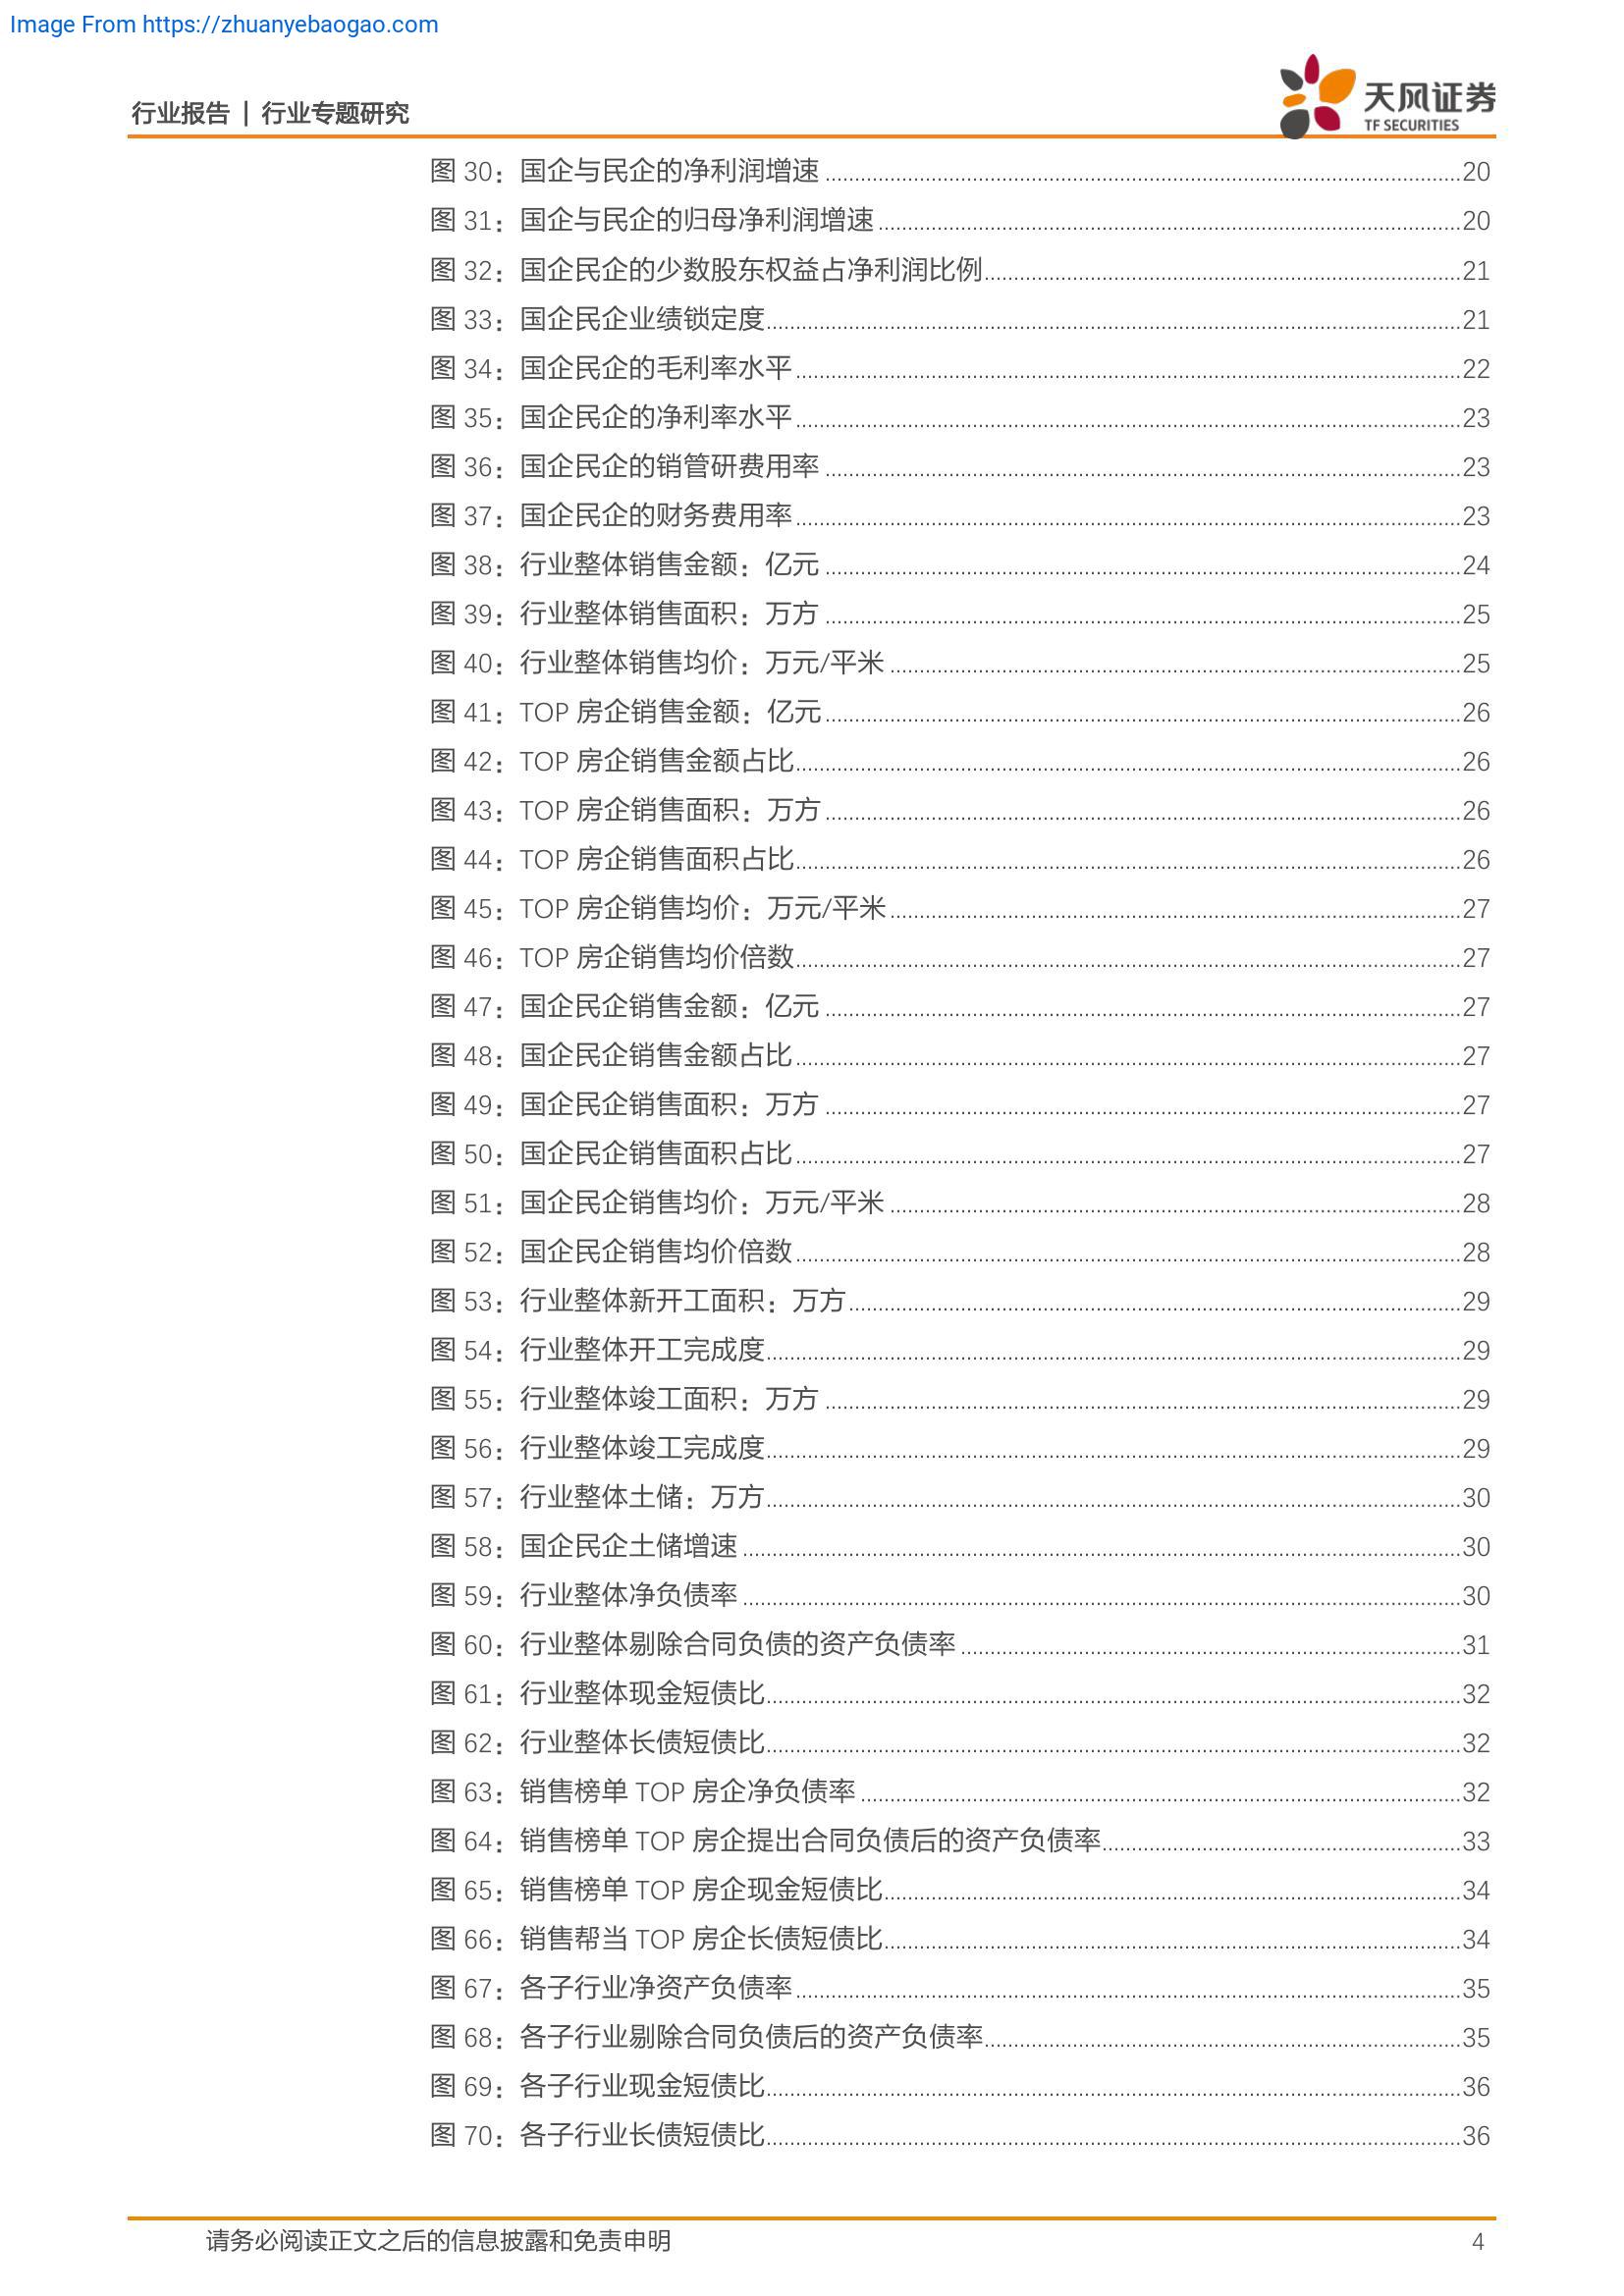 Image From https://zhuanyebaogao.com
行业报告 | 行业专题研究
天风证券
TF SECURITIES
图 30：国企与民企的净利润增速 20
图 31：国企与民企的归母净利润增速 20
图 32：国企民企的少数股东权益占净利润比例 21
图 33：国企民企业绩锁定度 21
图 34：国企民企的毛利率水平 22
图 35：国企民企的净利率水平 23
图 36：国企民企的销管研费用率 23
图 37：国企民企的财务费用率 23
图 38：行业整体销售金额：亿元 24
图 39：行业整体销售面积：万方 25
图 40：行业整体销售均价：万元/平米 25
图 41：TOP 房企销售金额：亿元 26
图 42：TOP 房企销售金额占比 26
图 43：TOP 房企销售面积：万方 26
图 44：TOP 房企销售面积占比 26
图 45：TOP 房企销售均价：万元/平米 27
图 46：TOP 房企销售均价倍数 27
图 47：国企民企销售金额：亿元 27
图 48：国企民企销售金额占比 27
图 49：国企民企销售面积：万方 27
图 50：国企民企销售面积占比 27
图 51：国企民企销售均价：万元/平米 28
图 52：国企民企销售均价倍数 28
图 53：行业整体新开工面积：万方 29
图 54：行业整体开工完成度 29
图 55：行业整体竣工面积：万方 29
图 56：行业整体竣工完成度 29
图 57：行业整体土储：万方 30
图 58：国企民企土储增速 30
图 59：行业整体净负债率 30
图 60：行业整体剔除合同负债的资产负债率 31
图 61：行业整体现金短债比 32
图 62：行业整体长债短债比 32
图 63：销售榜单 TOP 房企净负债率 32
图 64：销售榜单 TOP 房企提出合同负债后的资产负债率 33
图 65：销售榜单 TOP 房企现金短债比 34
图 66：销售帮当 TOP 房企长债短债比 34
图 67：各子行业净资产负债率 35
图 68：各子行业剔除合同负债后的资产负债率 35
图 69：各子行业现金短债比 36
图 70：各子行业长债短债比 36
请务必阅读正文之后的信息披露和免责申明 4